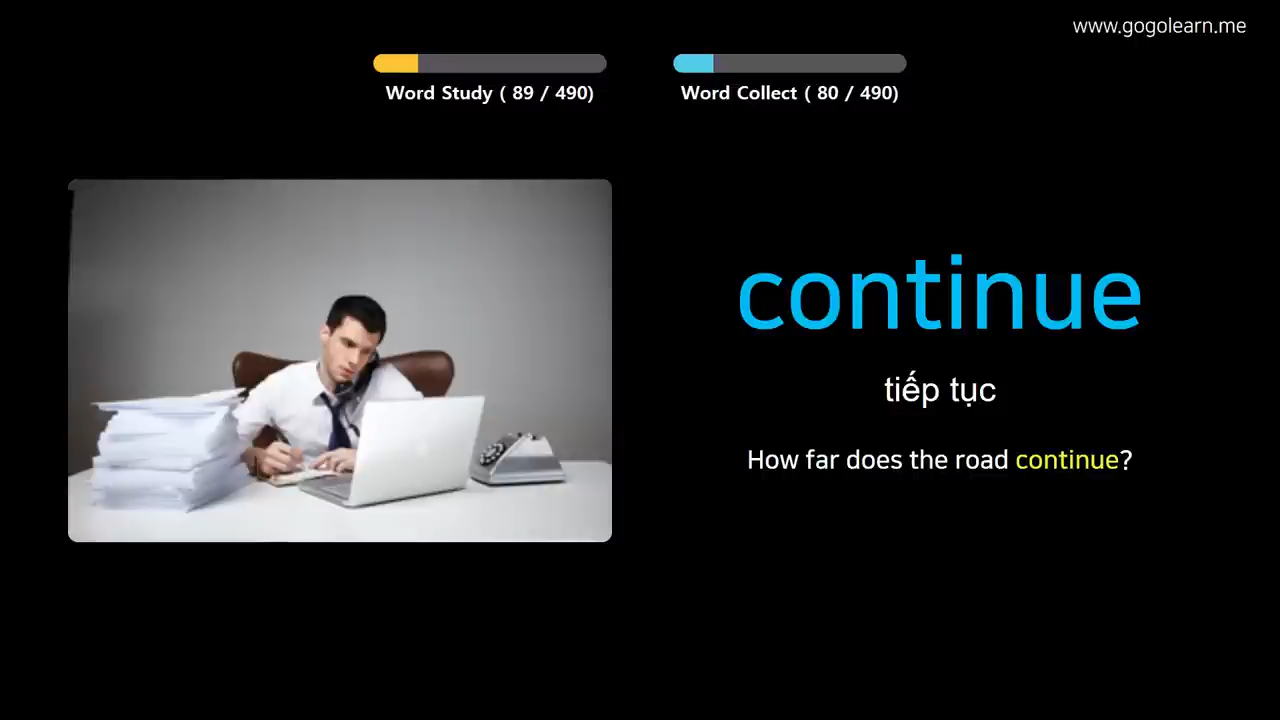 www.gogolearn.me
Word Study ( 89 / 490)
Word Collect ( 80 / 490)
continue
tiếp tục
How far does the road continue?